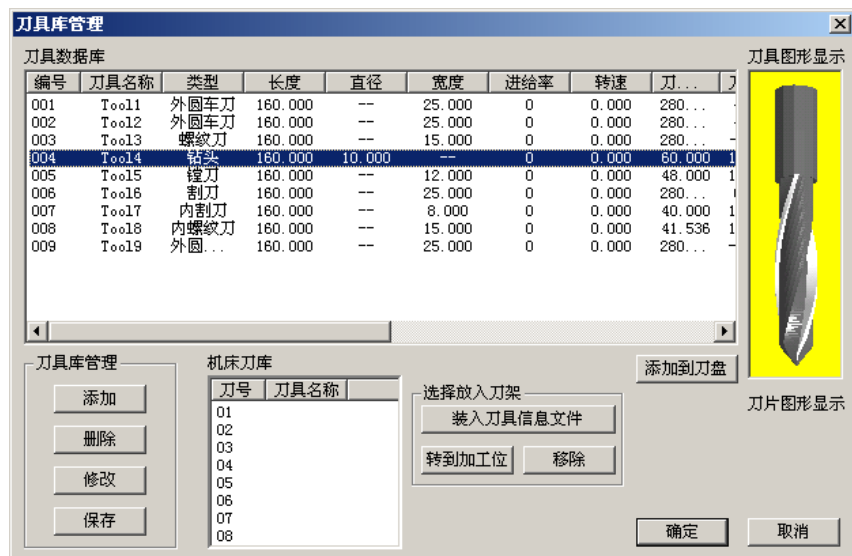 刀具库管理
刀具数据库 刀具图形显示
编号 刀具名称 类型 长度 直径 宽度 进给率 转速 刀...
001 Tool1 外圆车刀 160.000 -- 25.000 0 0.000 280...
002 Tool2 外圆车刀 160.000 -- 25.000 0 0.000 280...
003 Tool3 螺纹刀 160.000 -- 15.000 0 0.000 280...
004 Tool4 钻头 160.000 10.000 -- 0 0.000 60.000 1
005 Tool5 镗刀 160.000 -- 12.000 0 0.000 48.000 1
006 Tool6 割刀 160.000 -- 25.000 0 0.000 280...
007 Tool7 内割刀 160.000 -- 8.000 0 0.000 40.000 1
008 Tool8 内螺纹刀 160.000 -- 15.000 0 0.000 41.536 1
009 Tool9 外圆... 160.000 -- 25.000 0 0.000 280...
添加到刀盘
刀片图形显示
刀具库管理
添加
删除
修改
保存
机床刀库
刀号 刀具名称
01
02
03
04
05
06
07
08
选择放入刀架
装入刀具信息文件
转到加工位 移除
确定 取消